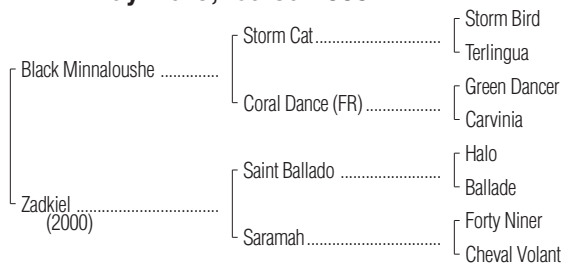 Storm Bird
Storm Cat
Terlingua
Black Minnaloushe
Green Dancer
Coral Dance (FR)
Carvinia
Halo
Saint Ballado
Ballade
Zadkiel
(2000)
Forty Niner
Saramah
Cheval Volant